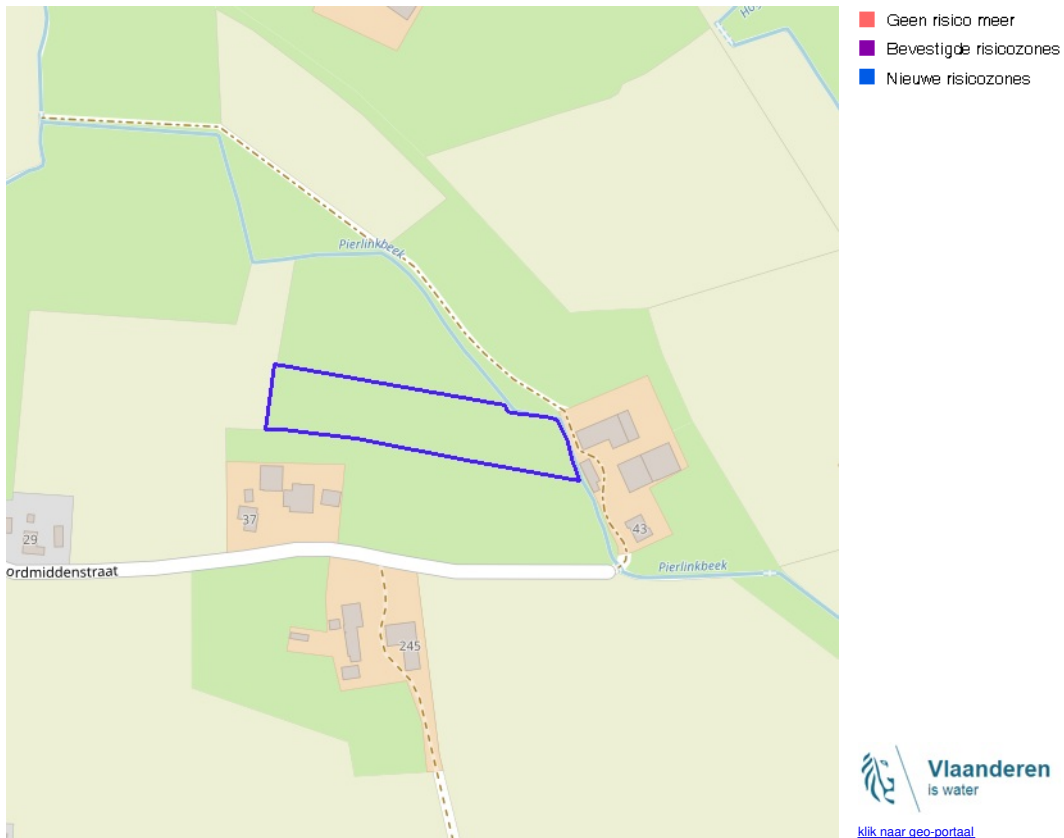 Geen risico meer
Bevestigde risicozones
Nieuwe risicozones
Pierlinkbeek
37
29
43
ordmiddenstraat
Pierlinkbeek
245
Vlaanderen
is water
klik naar geo-portaal